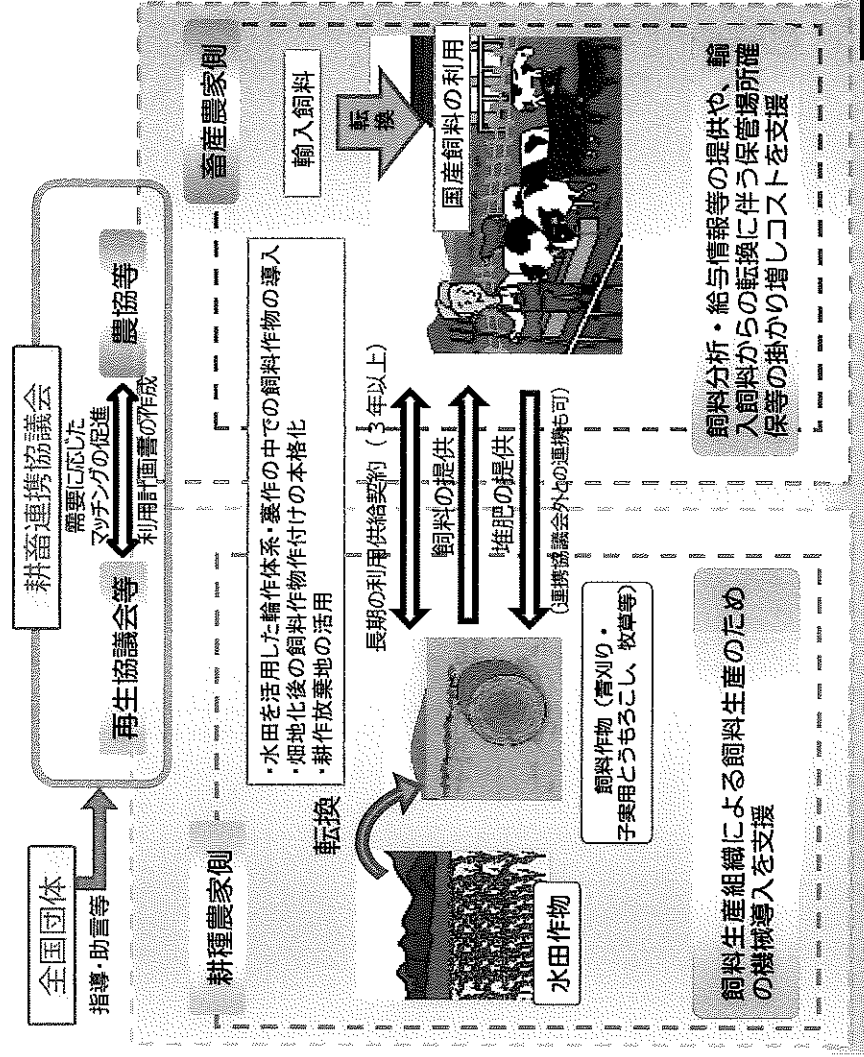 全国団体
指導・助言等
耕畜連携協議会
再生協議会等
需要に応じた
マッチングの促進
利用計画書の作成
農協等
耕種農家側
畜産農家側
・水田を活用した輪作体系・裏作の中での飼料作物の導入
・畑地化後の飼料作物作付けの本格化
・耕作放棄地の活用
転換
水田作物
飼料作物（青刈り・
子実用とうもろこし、牧草等）
長期の利用供給契約（３年以上）
飼料の提供
堆肥の提供
（連携協議会外との連携も可）
輸入飼料
転換
国産飼料の利用
飼料生産組織による飼料生産のため
の機械導入を支援
飼料分析・給与情報等の提供や、輸
入飼料からの転換に伴う保管場所確
保等の掛かり増しコストを支援